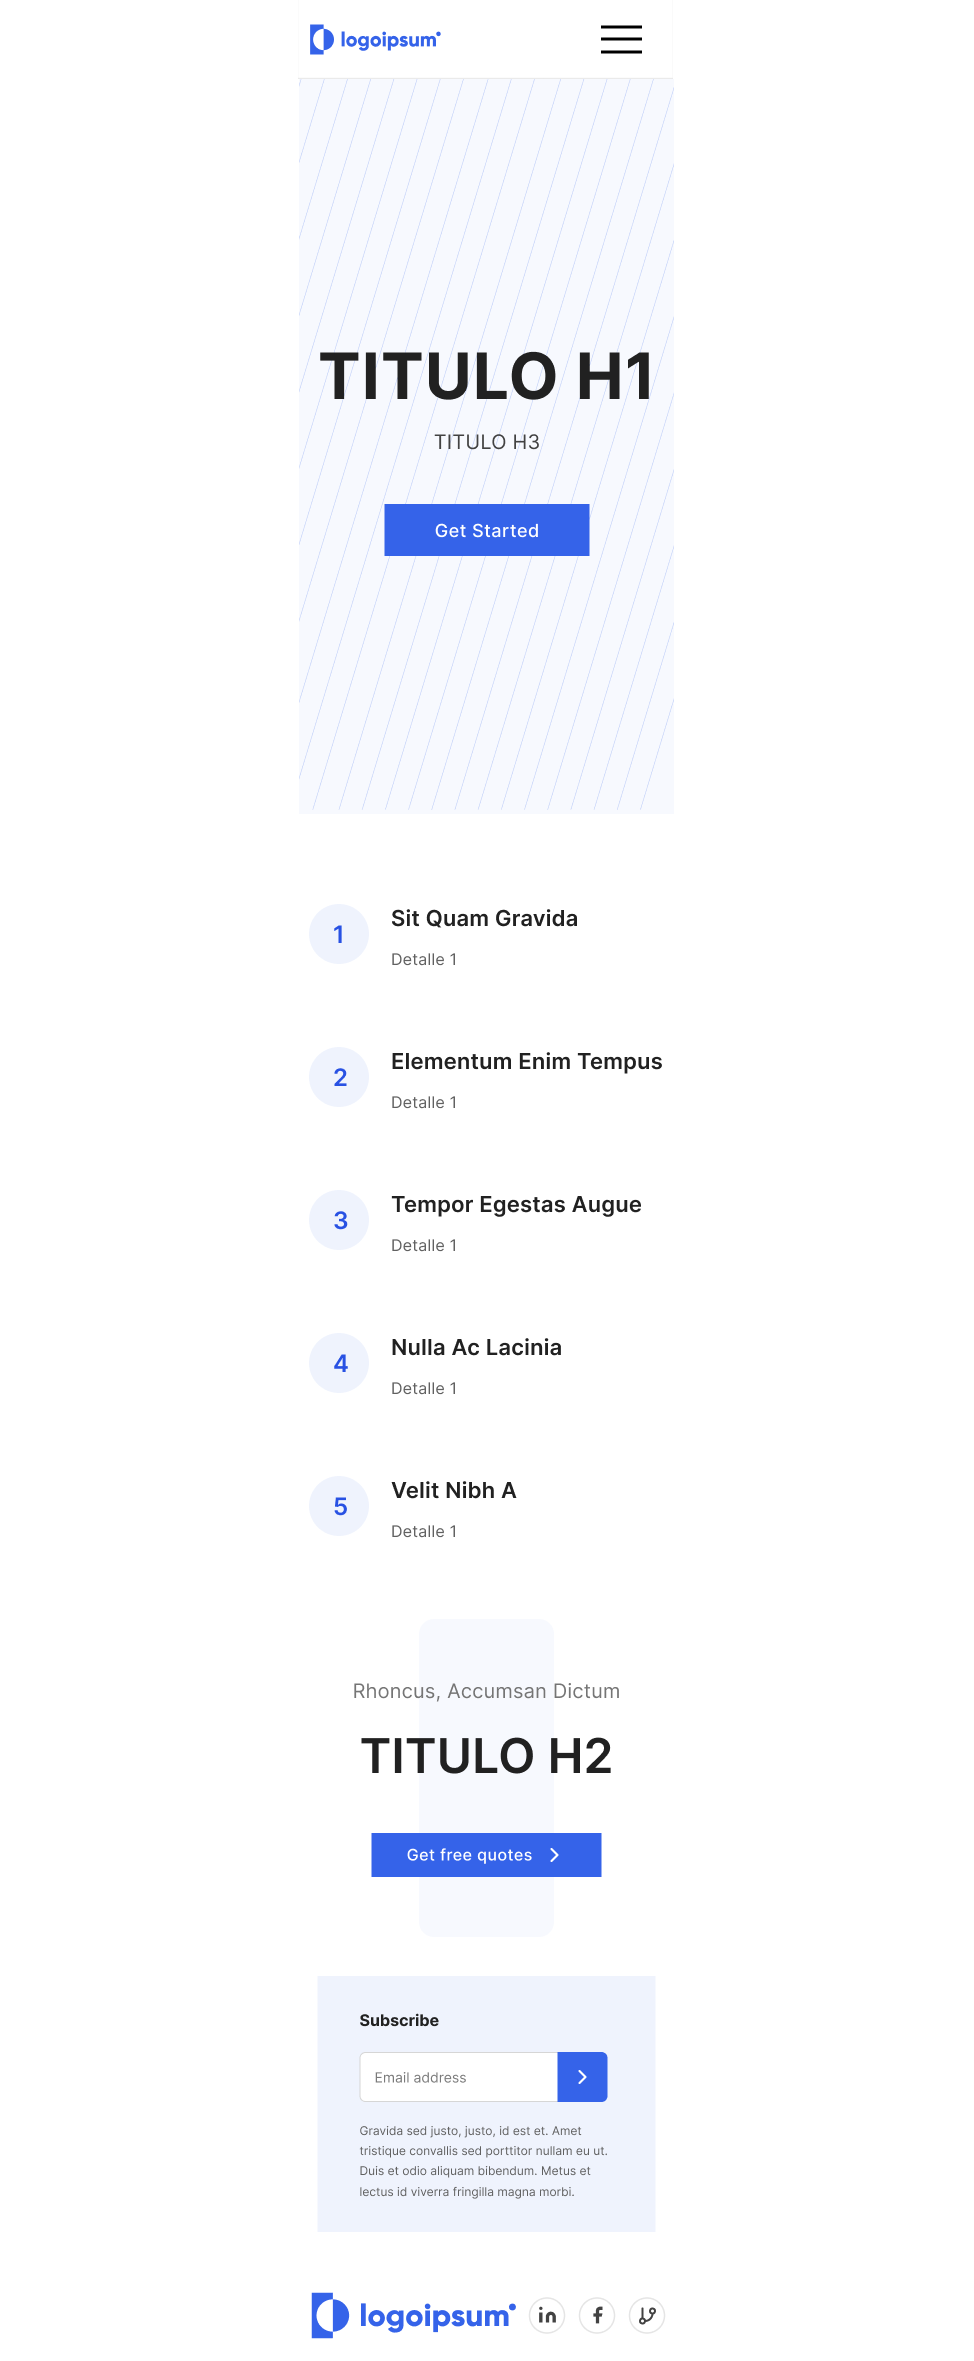 logoipsum
TITULO H1
TITULO H3
Get Started
1
Sit Quam Gravida
Detalle 1
2
Elementum Enim Tempus
Detalle 1
3
Tempor Egestas Augue
Detalle 1
4
Nulla Ac Lacinia
Detalle 1
5
Velit Nibh A
Detalle 1
Rhoncus, Accumsan Dictum
TITULO H2
Get free quotes
Subscribe
Email address
Gravida sed justo, justo, id est et. Amet
tristique convallis sed porttitor nullam eu ut.
Duis et odio aliquam bibendum. Metus et
lectus id viverra fringilla magna morbi.
logoipsum in f